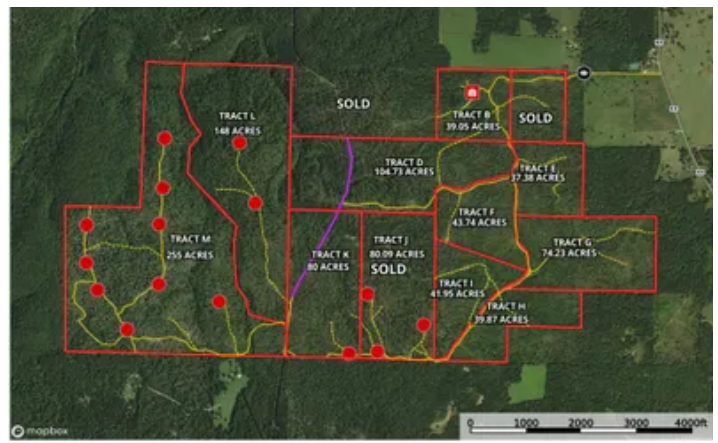 TRACT L
148 ACRES
SOLD
TRACT B
39.05 ACRES
SOLD
TRACT D
104.73 ACRES
TRACT E
37.38 ACRES
TRACT F
43.74 ACRES
TRACT M
255 ACRES
TRACT K
80 ACRES
TRACT J
80.09 ACRES
SOLD
TRACT G
74.23 ACRES
TRACT I
41.95 ACRES
TRACT H
39.87 ACRES
mapbox
0 1000 2000 3000 4000ft